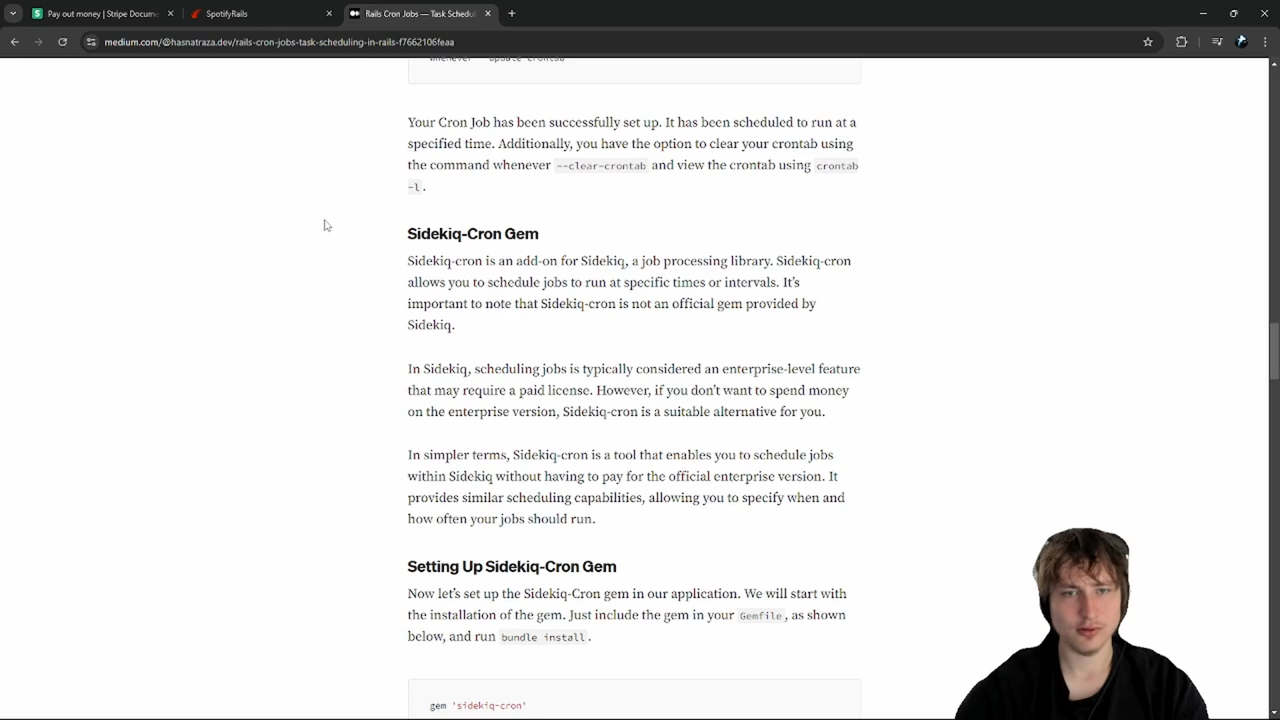 Pay out money | Stripe Docume
SpotifyRails
Rails Cron Jobs — Task Schedul
medium.com/@hasnatraza.dev/rails-cron-jobs-task-scheduling-in-rails-f7662106feaa
whenever --update-crontab
Your Cron Job has been successfully set up. It has been scheduled to run at a
specified time. Additionally, you have the option to clear your crontab using
the command whenever --clear-crontab and view the crontab using crontab
-l.
Sidekiq-Cron Gem
Sidekiq-cron is an add-on for Sidekiq, a job processing library. Sidekiq-cron
allows you to schedule jobs to run at specific times or intervals. It's
important to note that Sidekiq-cron is not an official gem provided by
Sidekiq.
In Sidekiq, scheduling jobs is typically considered an enterprise-level feature
that may require a paid license. However, if you don't want to spend money
on the enterprise version, Sidekiq-cron is a suitable alternative for you.
In simpler terms, Sidekiq-cron is a tool that enables you to schedule jobs
within Sidekiq without having to pay for the official enterprise version. It
provides similar scheduling capabilities, allowing you to specify when and
how often your jobs should run.
Setting Up Sidekiq-Cron Gem
Now let's set up the Sidekiq-Cron gem in our application. We will start with
the installation of the gem. Just include the gem in your Gemfile, as shown
below, and run bundle install.
gem 'sidekiq-cron'